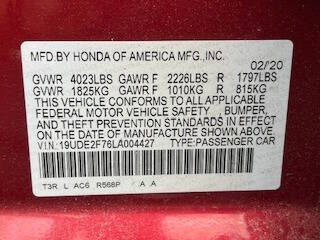 MFD.BY HONDA OF AMERICA MFG.,INC.
02/'20
GVWR 4023LBS GAWR F 2226LBS R 1797LBS
GVWR 1825KG GAWR F 1010KG R 815KG
THIS VEHICLE CONFORMS TO ALL APPLICABLE
FEDERAL MOTOR VEHICLE SAFETY, BUMPER,
AND THEFT PREVENTION STANDARDS IN EFFECT
ON THE DATE OF MANUFACTURE SHOWN ABOVE.
V.I.N: 19UDE2F76LA004427 TYPE:PASSENGER CAR
T3R L AC6 R568P A A